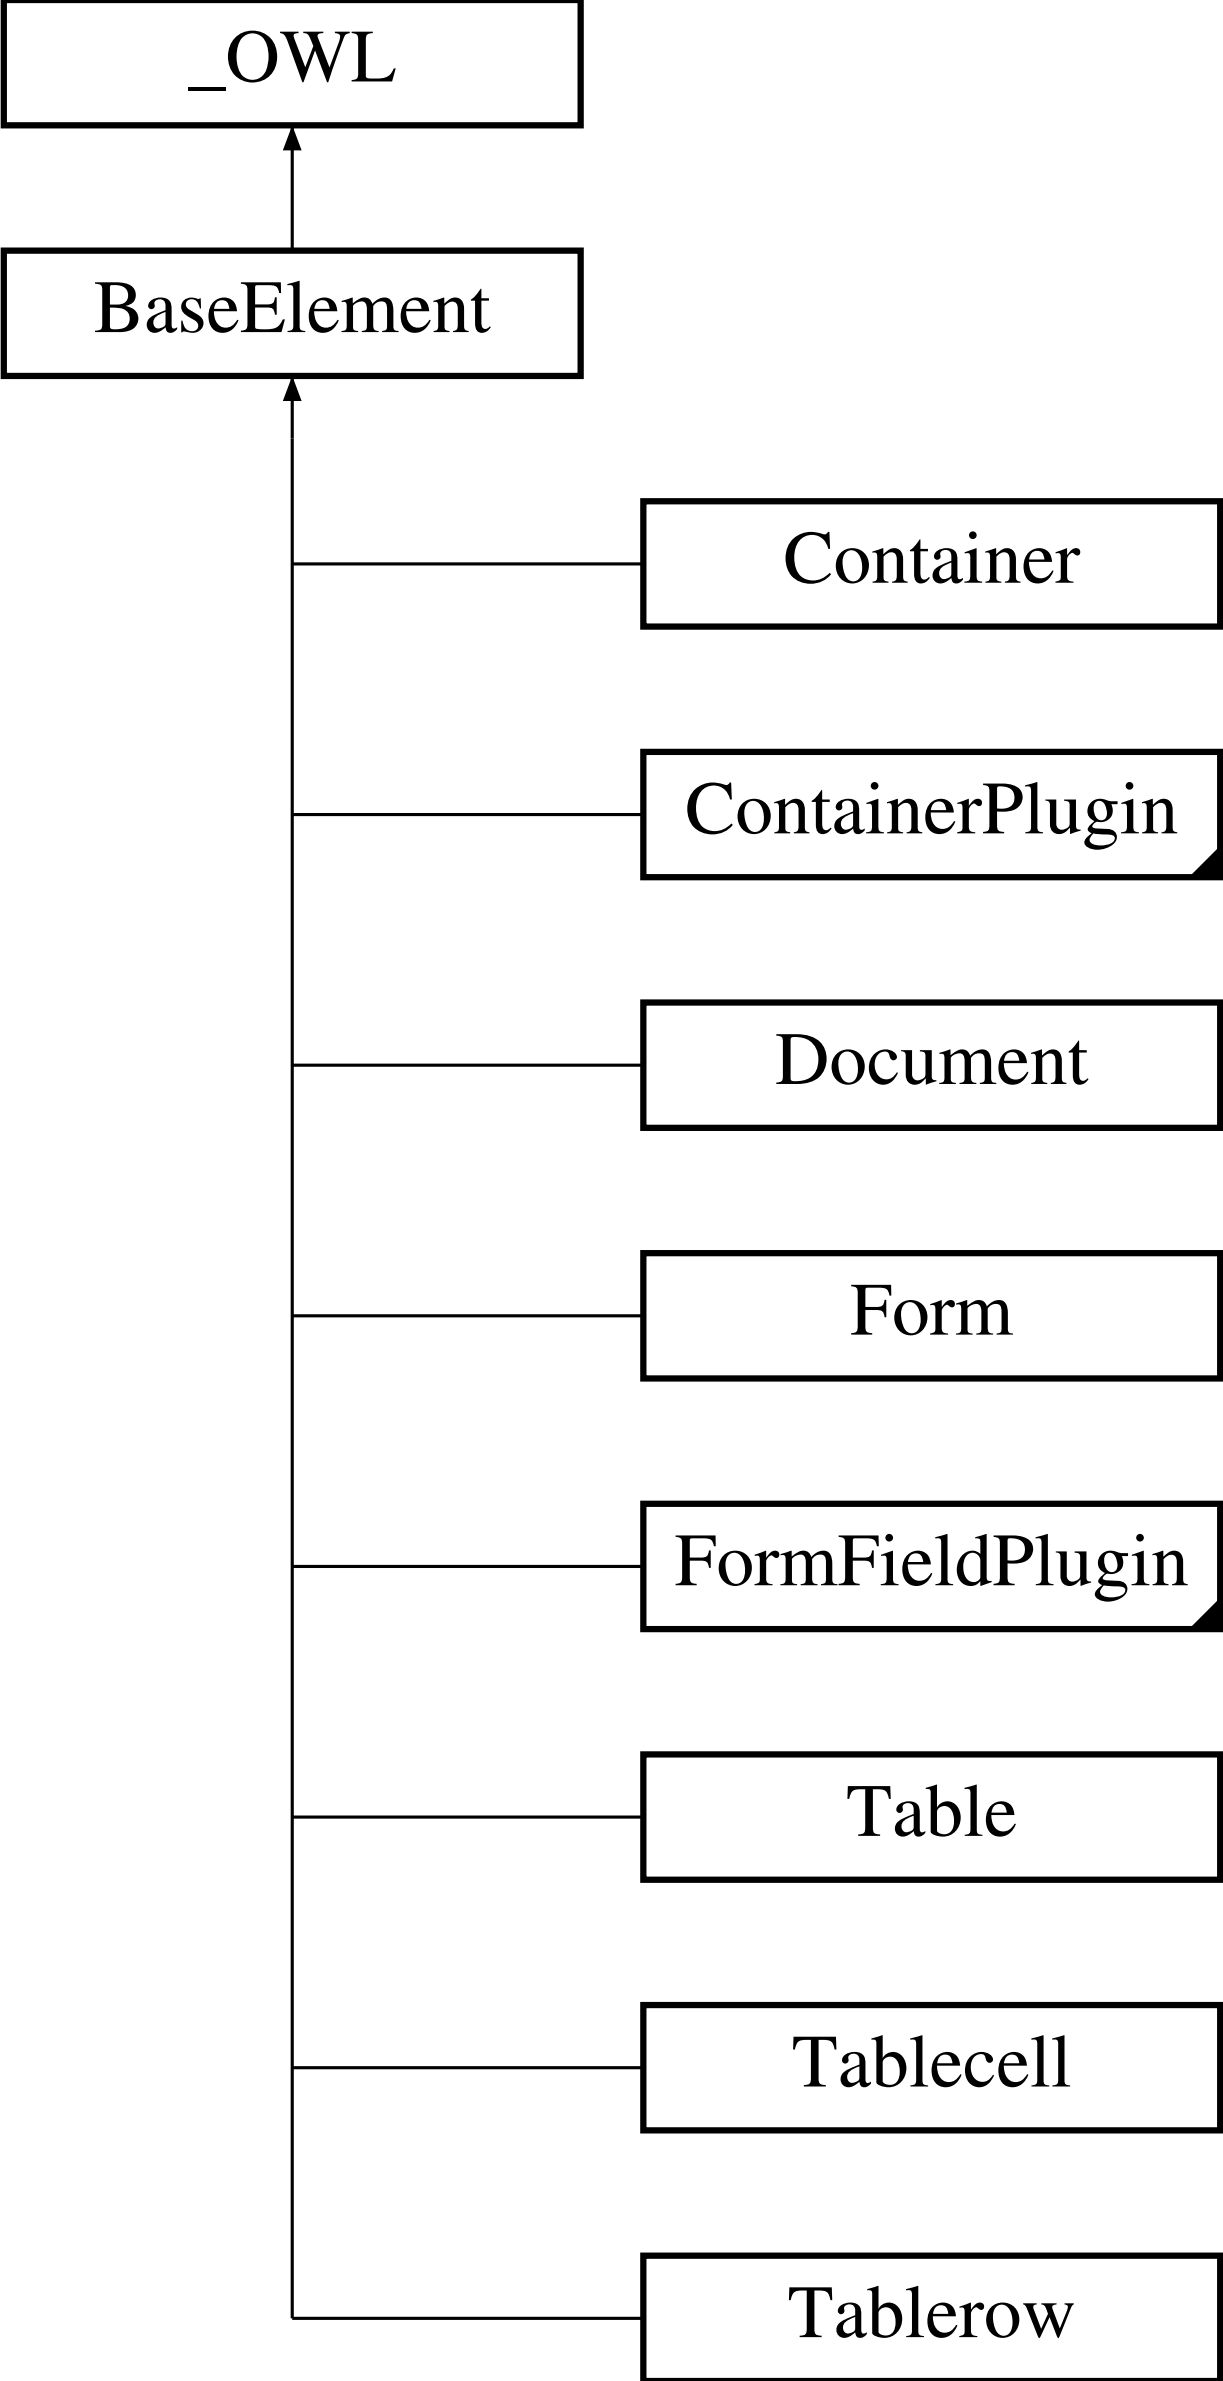 _OWL
BaseElement
Container
ContainerPlugin
Document
Form
FormFieldPlugin
Table
Tablecell
Tablerow